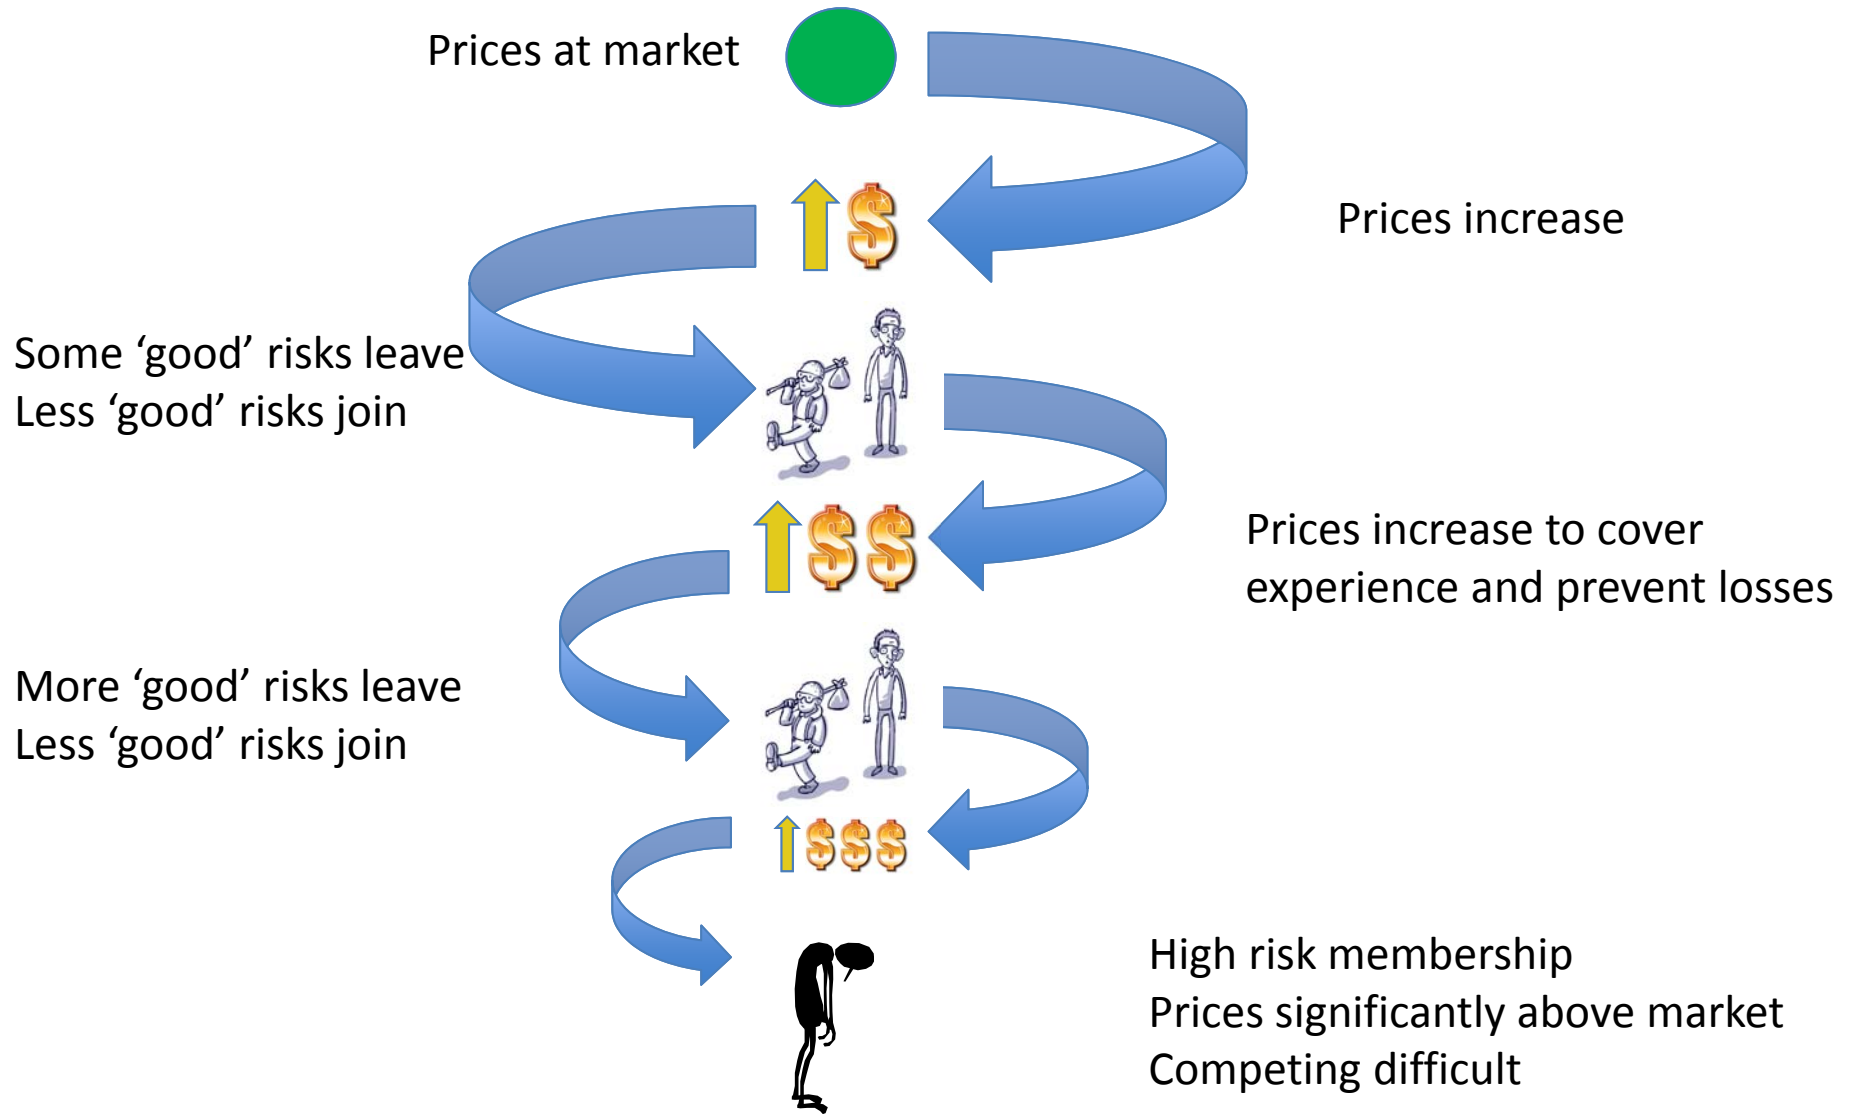 Prices at market
Prices increase
Some ‘good’ risks leave
Less ‘good’ risks join
Prices increase to cover
experience and prevent losses
More ‘good’ risks leave
Less ‘good’ risks join
High risk membership
Prices significantly above market
Competing difficult